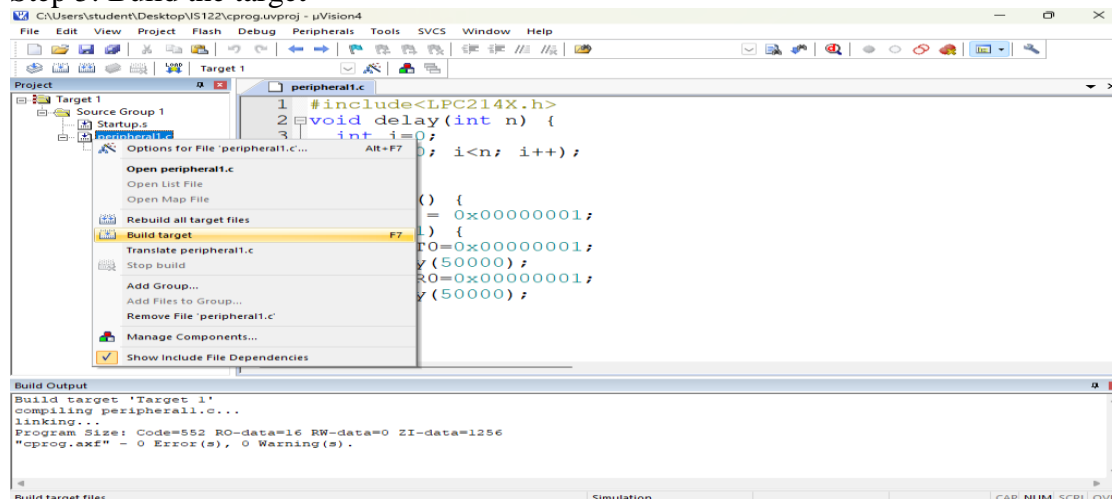 Step 5: Build the target
C:\Users\student\Desktop\IS122\cprog.uvproj - µVision4
File Edit View Project Flash Debug Peripherals Tools SVCS Window Help
Target 1
Project
peripheral1.c
Target 1
Source Group 1
Startup.s
peripheral1.c
1 #include<LPC214X.h>
2 void delay(int n) {
3 int i=0;
; i<n; i++);
() {
= 0x00000001;
) {
T0=0x00000001;
y(50000);
R0=0x00000001;
y(50000);
Options for File 'peripheral1.c'... Alt+F7
Open peripheral1.c
Open List File
Open Map File
Rebuild all target files
Build target F7
Translate peripheral1.c
Stop build
Add Group...
Add Files to Group...
Remove File 'peripheral1.c'
Manage Components...
Show Include File Dependencies
Build Output
Build target 'Target 1'
compiling peripheral1.c...
linking...
Program Size: Code=552 RO-data=16 RW-data=0 ZI-data=1256
"cprog.axf" - 0 Error(s), 0 Warning(s).
Build target files Simulation CAP NUM SCRL OV